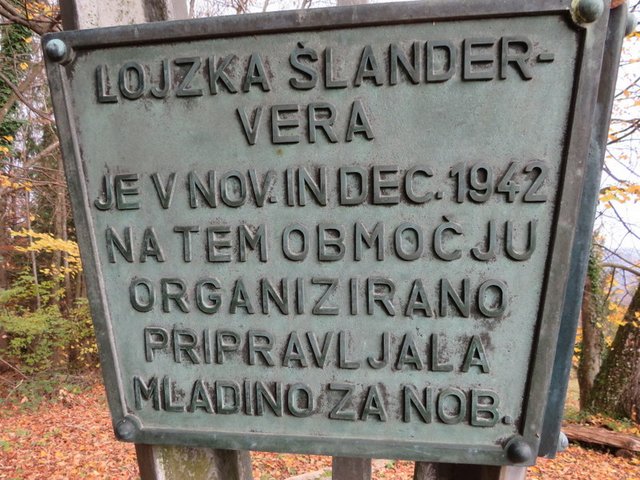 LOJZKA ŠLANDER-
VERA
JE V NOV. IN DEC. 1942
NA TEM OBMOČJU
ORGANIZIRANO
PRIPRAVLJALA
MLADINO ZA NOB.